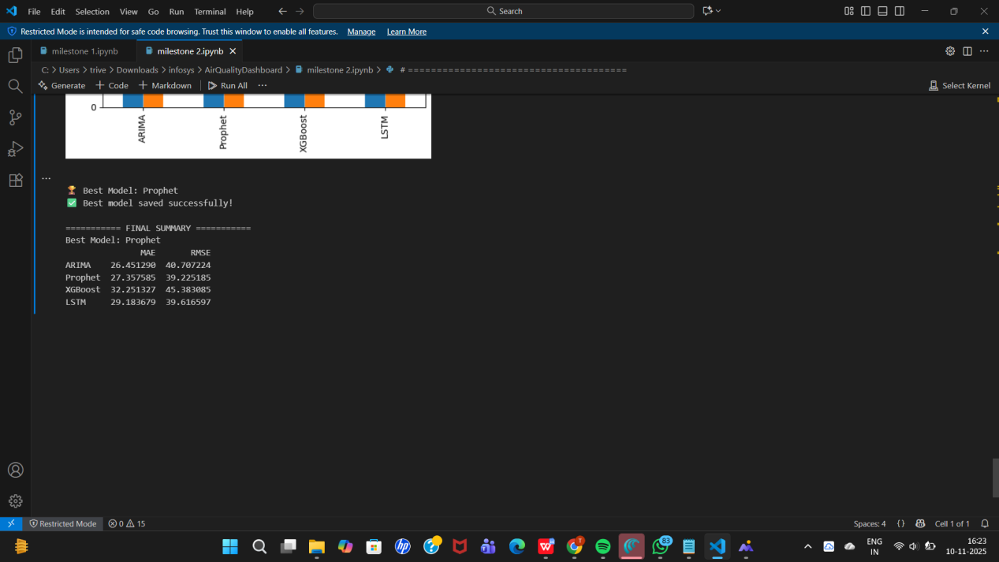 File Edit Selection View Go Run Terminal Help
Search
Restricted Mode is intended for safe code browsing. Trust this window to enable all features. Manage Learn More
milestone 1.ipynb
milestone 2.ipynb
C: > Users > trive > Downloads > infosys > AirQualityDashboard > milestone 2.ipynb > # =====================================
Generate + Code + Markdown Run All ...
Select Kernel
0
ARIMA
Prophet
XGBoost
LSTM
...
🏆 Best Model: Prophet
✅ Best model saved successfully!
=========== FINAL SUMMARY ===========
Best Model: Prophet
MAE RMSE
ARIMA 26.451290 40.707224
Prophet 27.357585 39.225185
XGBoost 32.251327 45.383085
LSTM 29.183679 39.616597
Restricted Mode 0 15
Spaces: 4 {} Cell 1 of 1
83
ENG
IN
16:23
10-11-2025